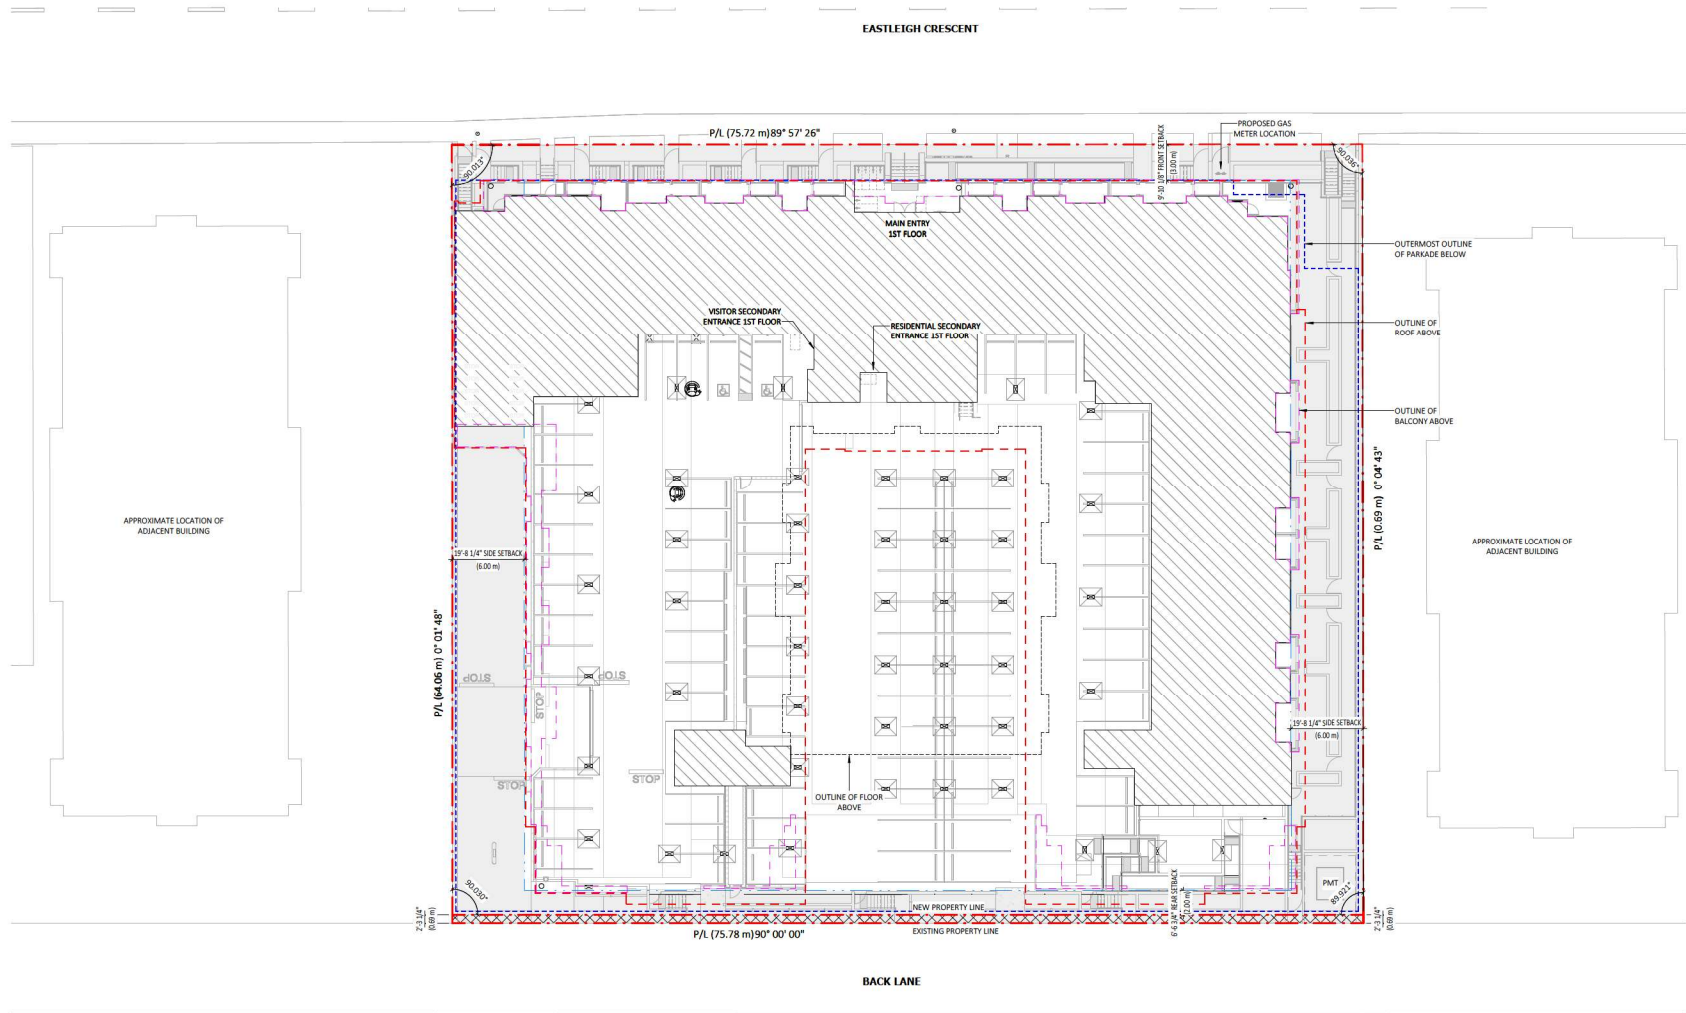 EASTLEIGH CRESCENT
P/L (75.72 m)89° 57' 26"
PROPOSED GAS
METER LOCATION
9'-10 1/8" FRONT SETBACK
(3.00 m)
90.013°
90.036°
MAIN ENTRY
1ST FLOOR
OUTERMOST OUTLINE
OF PARKADE BELOW
VISITOR SECONDARY
ENTRANCE 1ST FLOOR
RESIDENTIAL SECONDARY
ENTRANCE 1ST FLOOR
OUTLINE OF
ROOF ABOVE
OUTLINE OF
BALCONY ABOVE
APPROXIMATE LOCATION OF
ADJACENT BUILDING
APPROXIMATE LOCATION OF
ADJACENT BUILDING
19'-8 1/4" SIDE SETBACK
(6.00 m)
P/L (64.06 m) 0° 01' 48"
P/L (0.69 m) 0° 04' 43"
STOP
STOP
STOP
19'-8 1/4" SIDE SETBACK
(6.00 m)
STOP
STOP
OUTLINE OF FLOOR
ABOVE
90.030°
PMT
89.921°
6'-6 3/4" REAR SETBACK
(2.00 m)
2'-3 1/4"
(0.69 m)
NEW PROPERTY LINE
2'-3 1/4"
(0.69 m)
P/L (75.78 m)90° 00' 00"
EXISTING PROPERTY LINE
BACK LANE